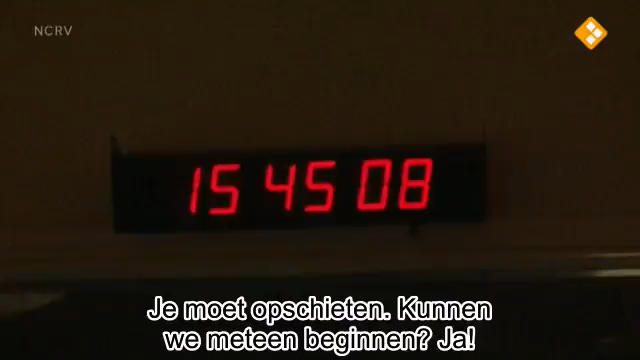 NCRV
15 45 08
Je moet opschieten. Kunnen
we meteen beginnen? Ja!